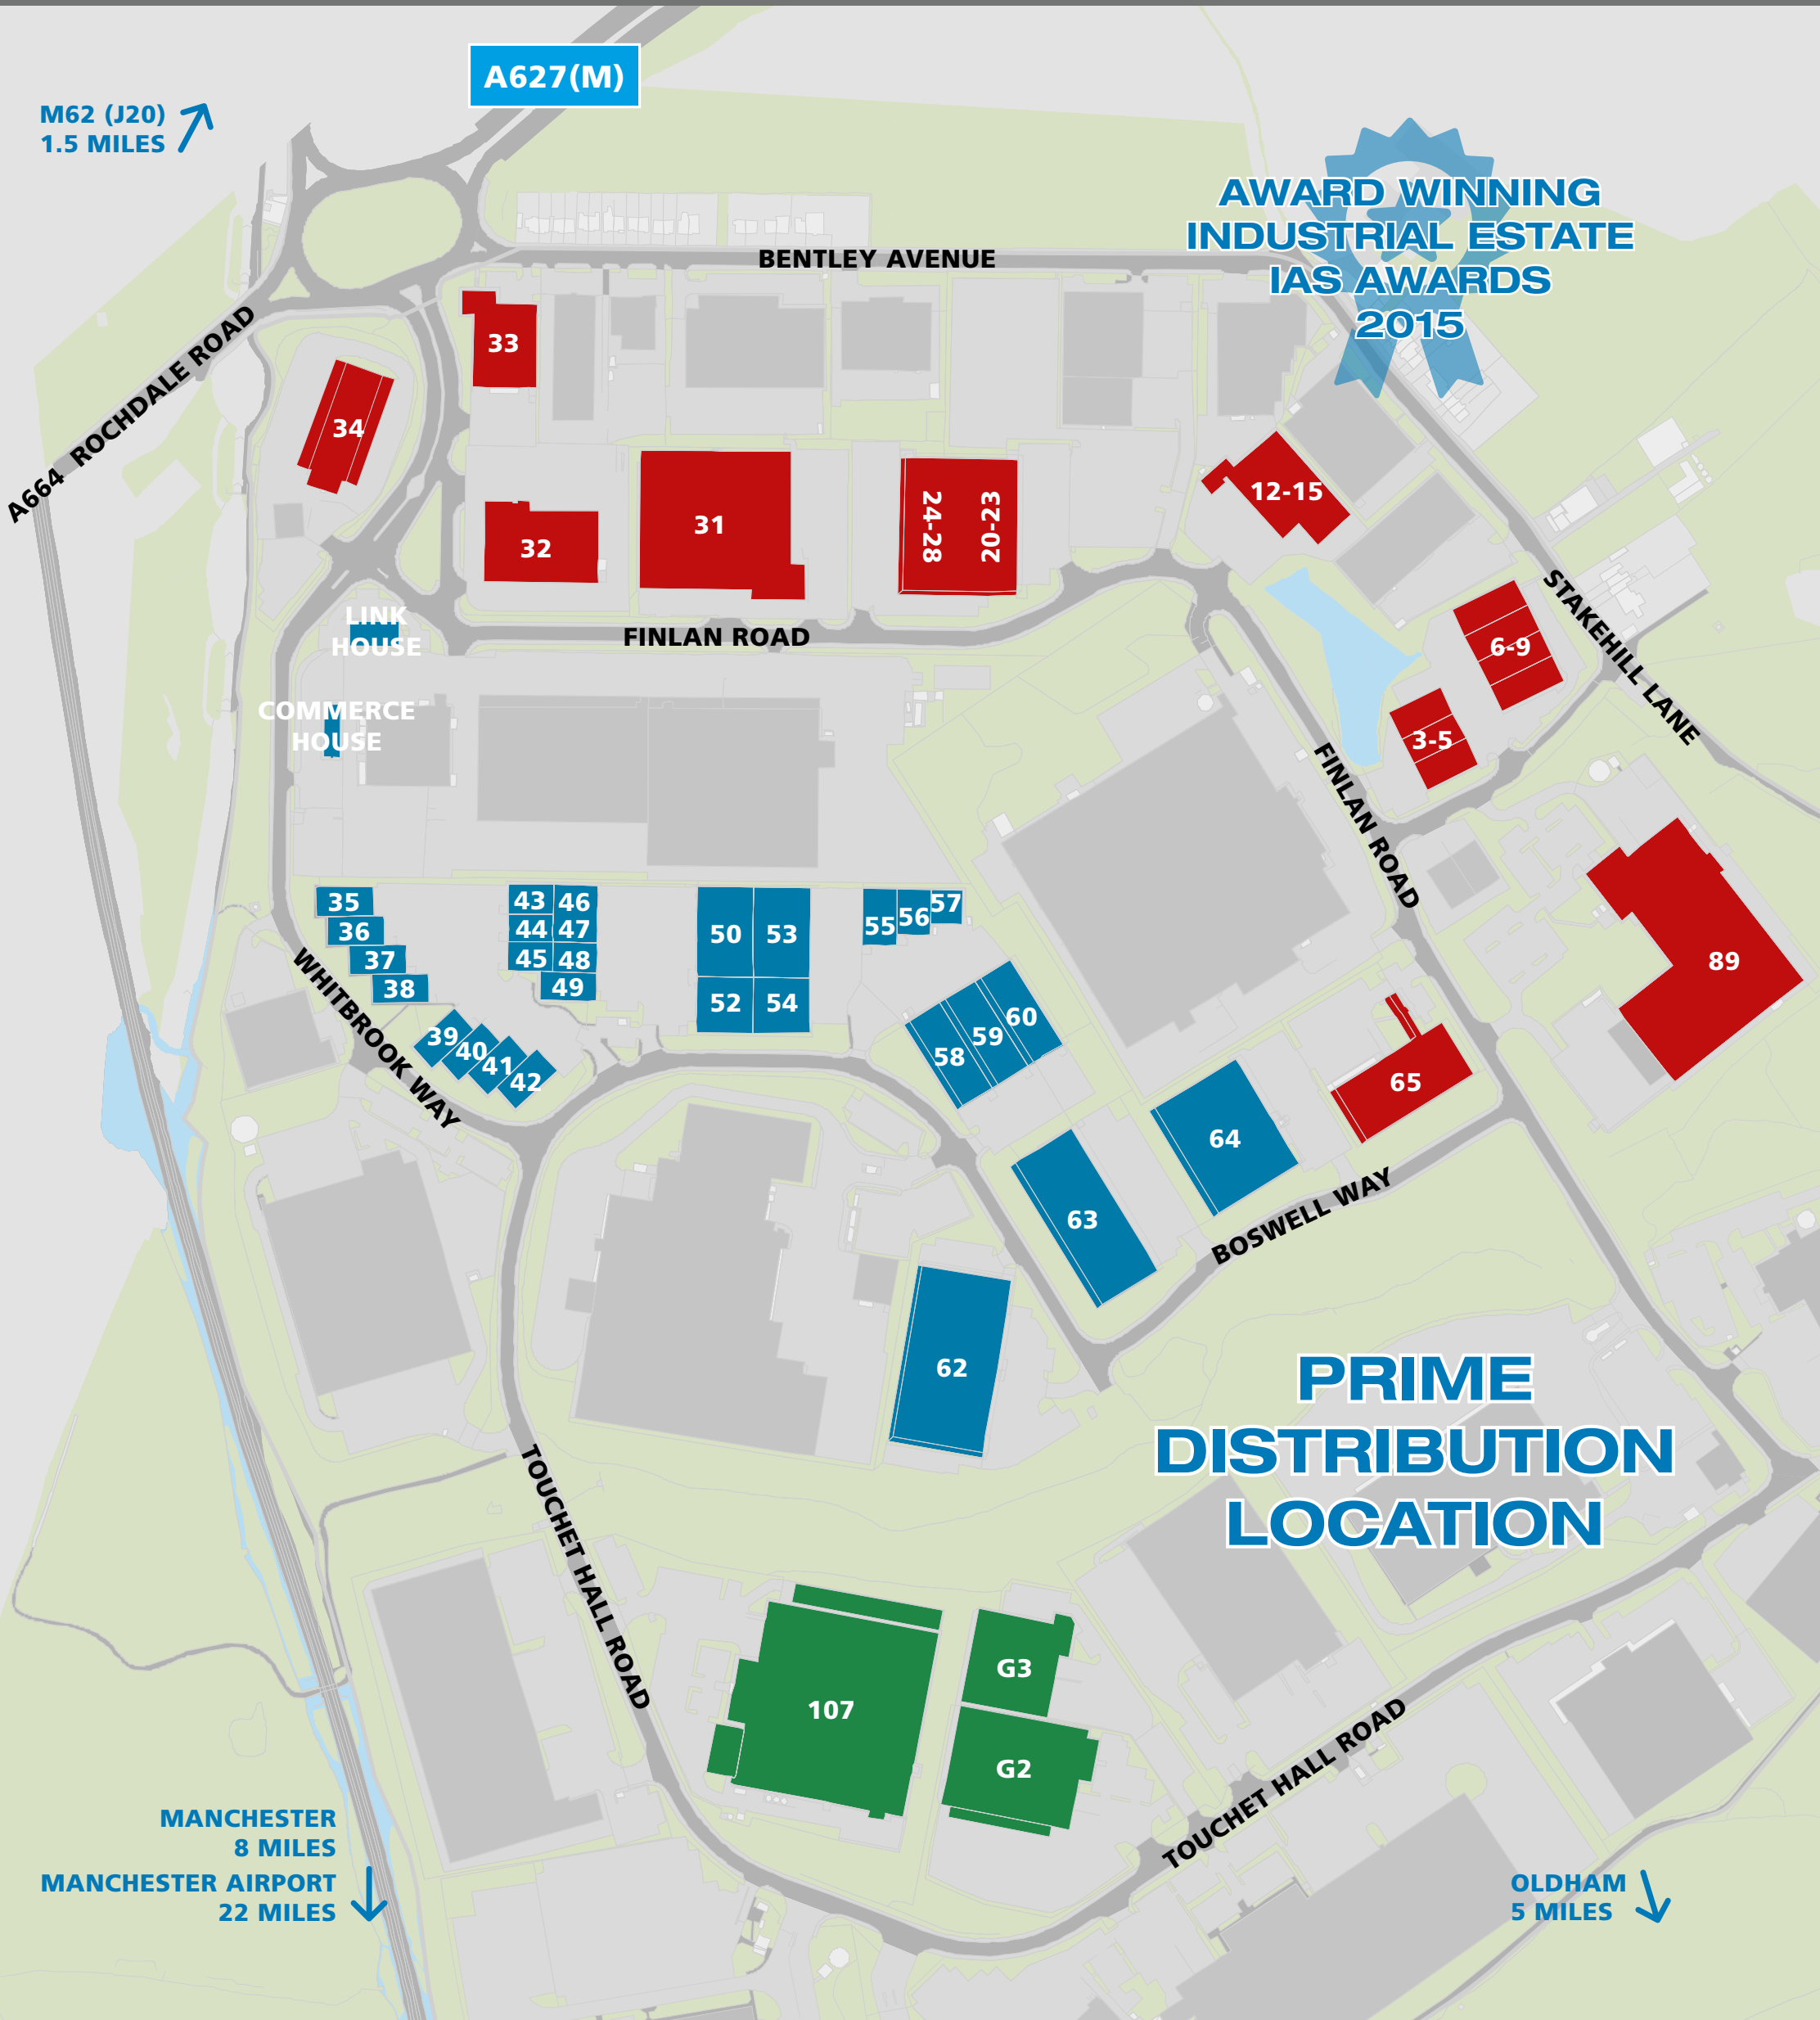 A627(M)
M62 (J20)
1.5 MILES
AWARD WINNING
INDUSTRIAL ESTATE
IAS AWARDS
2015
BENTLEY AVENUE
A664 ROCHDALE ROAD
33
34
12-15
24-28
20-23
31
32
STAKEHILL LANE
LINK
HOUSE
FINLAN ROAD
6-9
COMMERCE
HOUSE
3-5
FINLAN ROAD
35
36
37
38
43
46
44
47
45
48
49
50
53
52
54
55
56
57
89
WHITBROOK WAY
39
40
41
42
58
59
60
65
64
63
BOSWELL WAY
62
PRIME
DISTRIBUTION
LOCATION
TOUCHET HALL ROAD
107
G3
G2
TOUCHET HALL ROAD
MANCHESTER
8 MILES
MANCHESTER AIRPORT
22 MILES
OLDHAM
5 MILES